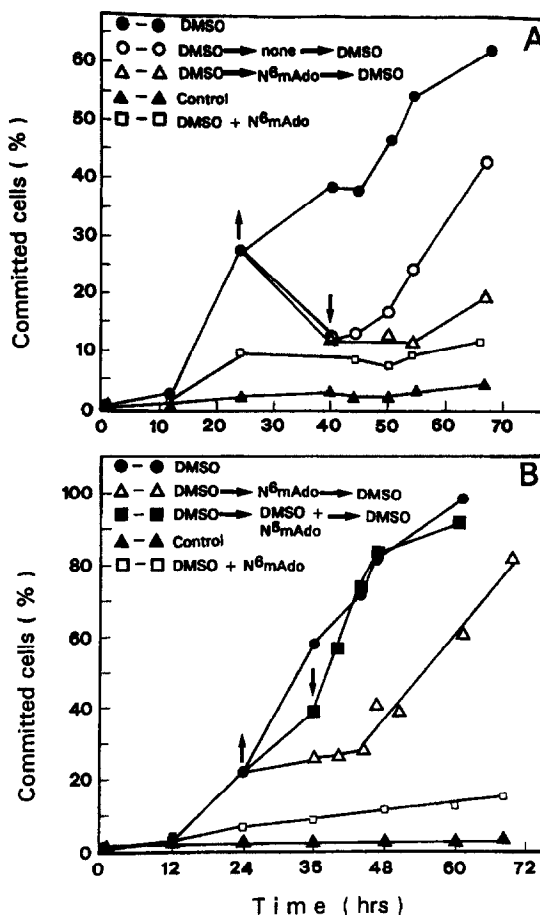 A
●-● DMSO
○-○ DMSO→none→DMSO
△-△ DMSO→N⁶mAdo→DMSO
▲-▲ Control
□-□ DMSO + N⁶mAdo
Committed cells (%)
60
50
40
30
20
10
0
0 10 20 30 40 50 60 70
B
●-● DMSO
△-△ DMSO→N⁶mAdo→DMSO
■-■ DMSO→DMSO + N⁶mAdo→DMSO
▲-▲ Control
□-□ DMSO + N⁶mAdo
Committed cells (%)
100
80
60
40
20
0
0 12 24 36 48 60 72
Time (hrs)